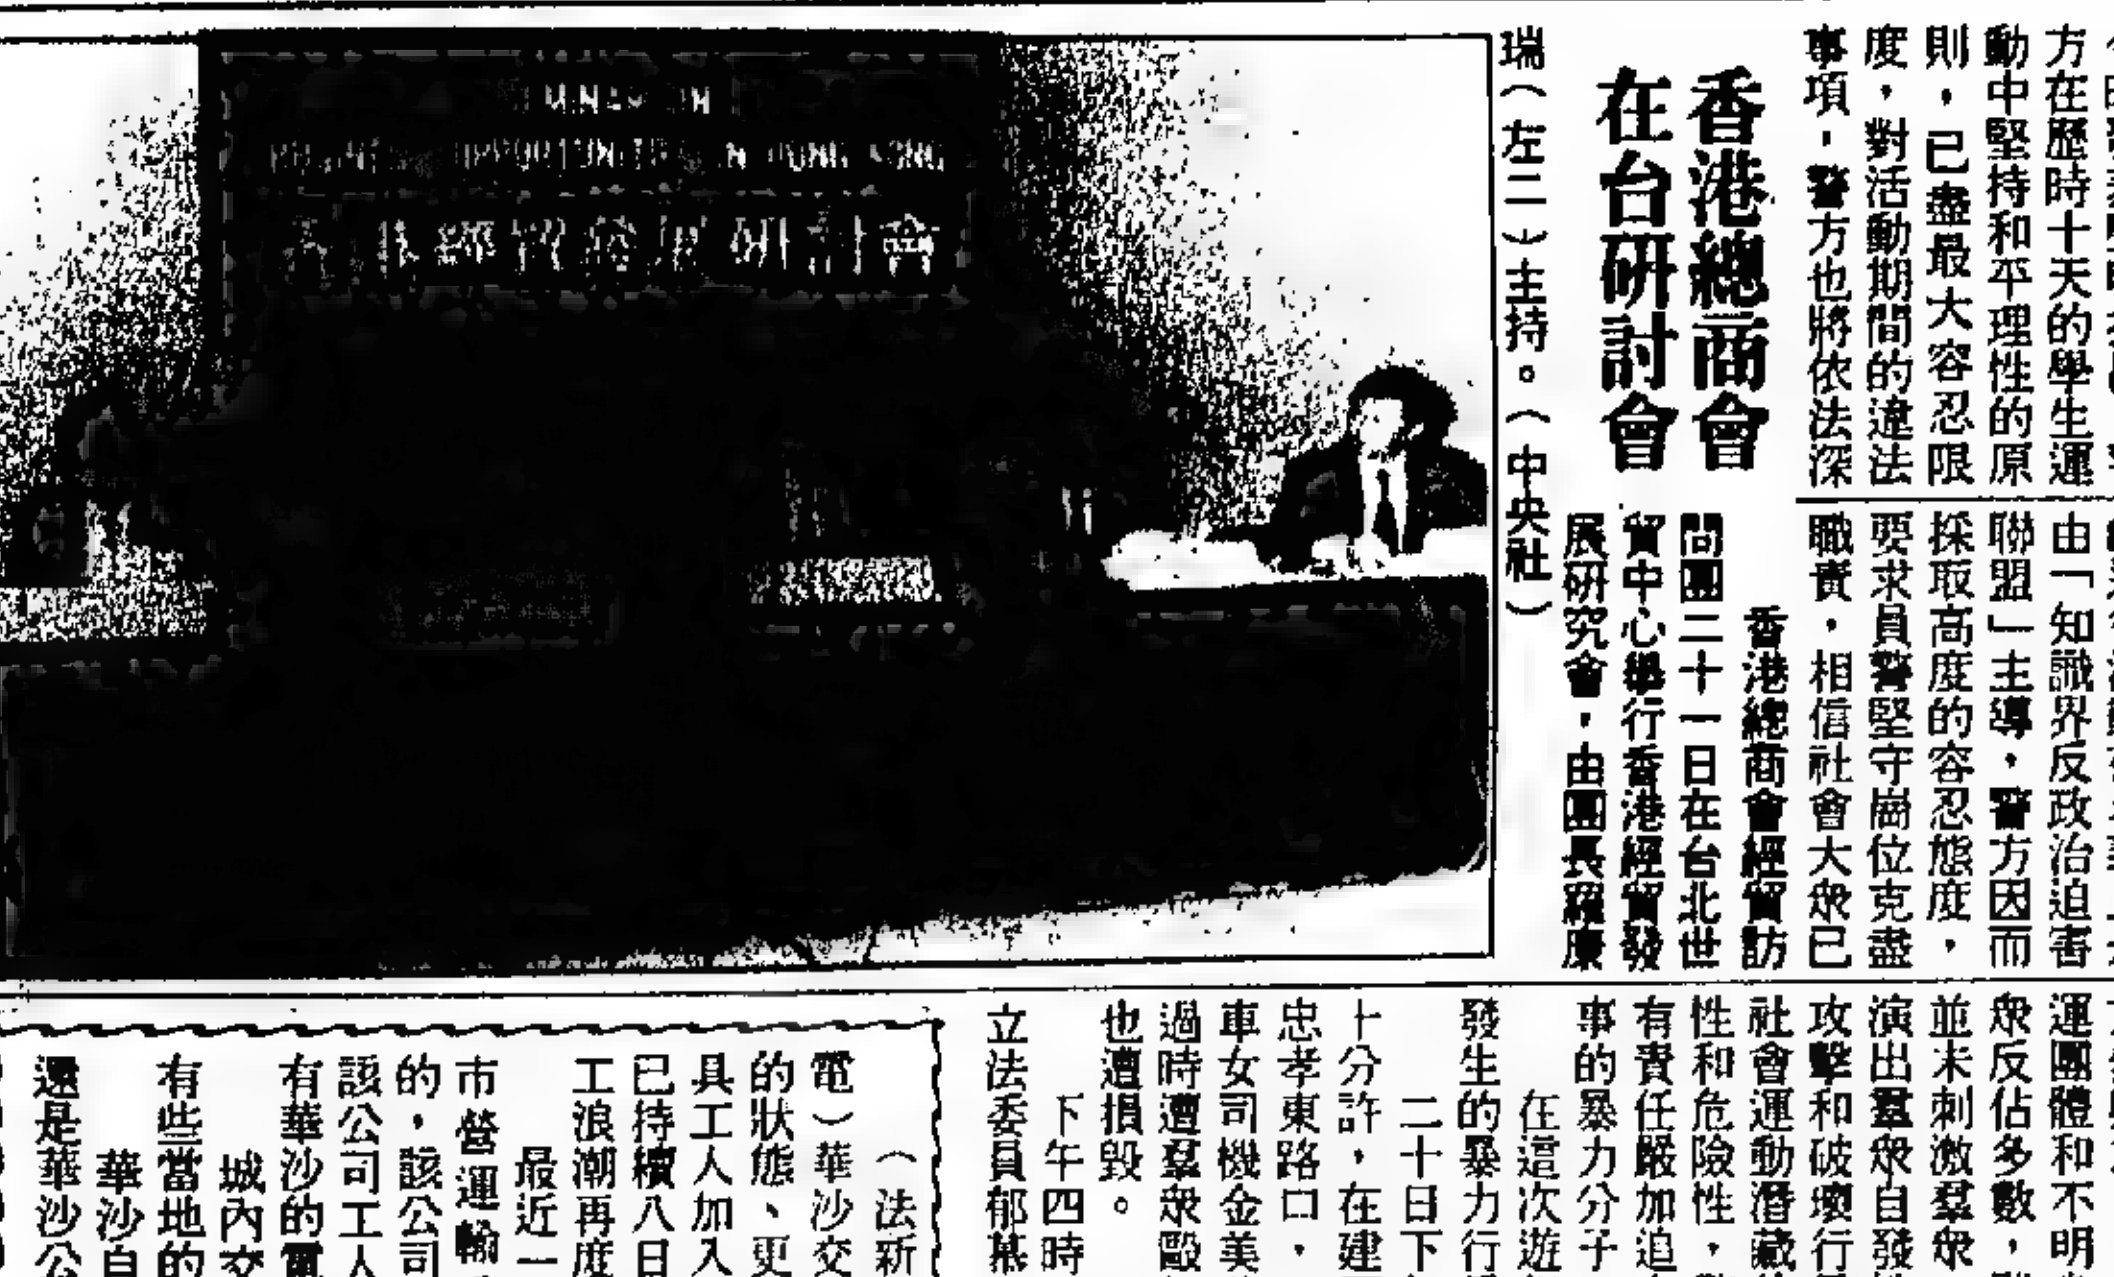 方在歷時十天的學生運
動中堅持和平理性的原
則，已盡最大容忍限
度，對活動期間的違法
事項，警方也將依法深
由「知識界反政治迫害
聯盟」主導，警方因而
採取高度的容忍態度，
要求員警堅守崗位克盡
職責，相信社會大衆已
香港總商會
在台研討會
香港總商會經貿訪
問團二十一日在台北世
貿中心舉行香港經貿發
展研究會，由團長羅康
瑞（左二）主持。（中央社）
會
運團體和不明
衆反佔多數，
並未刺激羣衆
演出羣衆自發
攻擊和破壞行
社會運動潛藏
性和危險性，
有責任嚴加追
事的暴力分子
在這次遊
發生的暴力行
二十日下
十分許，在建
忠孝東路口，
車女司機金美
過時遭羣衆毆
也遭損毀。
下午四時
立法委員郁慕
（法新
電）華沙交
的狀態、更
具工人加入
已持續八日
工浪潮再度
最近一
市營運輸
的，該公司
該公司工人
有華沙的電
城內交
有些當地的
華沙自
還是華沙公